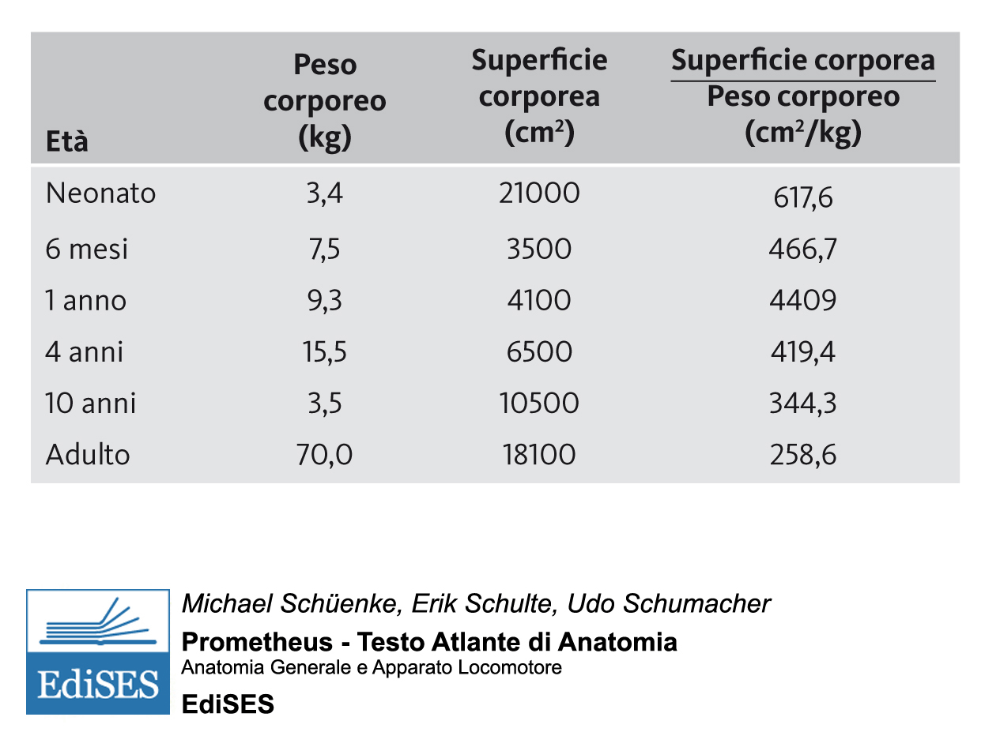 Età Peso corporeo (kg) Superficie corporea (cm²) Superficie corporea Peso corporeo (cm²/kg)
Neonato 3,4 21000 617,6
6 mesi 7,5 3500 466,7
1 anno 9,3 4100 4409
4 anni 15,5 6500 419,4
10 anni 3,5 10500 344,3
Adulto 70,0 18100 258,6
EdiSES
Michael Schüenke, Erik Schulte, Udo Schumacher
Prometheus - Testo Atlante di Anatomia
Anatomia Generale e Apparato Locomotore
EdiSES